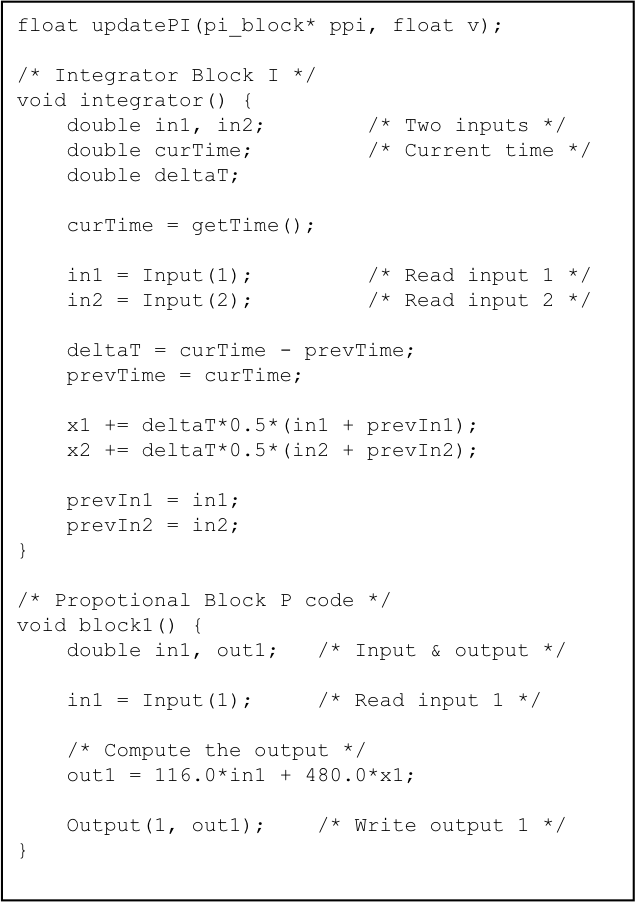 float updatePI(pi_block* ppi, float v);
/* Integrator Block I */
void integrator() {
    double in1, in2;        /* Two inputs */
    double curTime;         /* Current time */
    double deltaT;
    curTime = getTime();
    in1 = Input(1);         /* Read input 1 */
    in2 = Input(2);         /* Read input 2 */
    deltaT = curTime - prevTime;
    prevTime = curTime;
    x1 += deltaT*0.5*(in1 + prevIn1);
    x2 += deltaT*0.5*(in2 + prevIn2);
    prevIn1 = in1;
    prevIn2 = in2;
}
/* Propotional Block P code */
void block1() {
    double in1, out1;   /* Input & output */
    in1 = Input(1);     /* Read input 1 */
    /* Compute the output */
    out1 = 116.0*in1 + 480.0*x1;
    Output(1, out1);    /* Write output 1 */
}